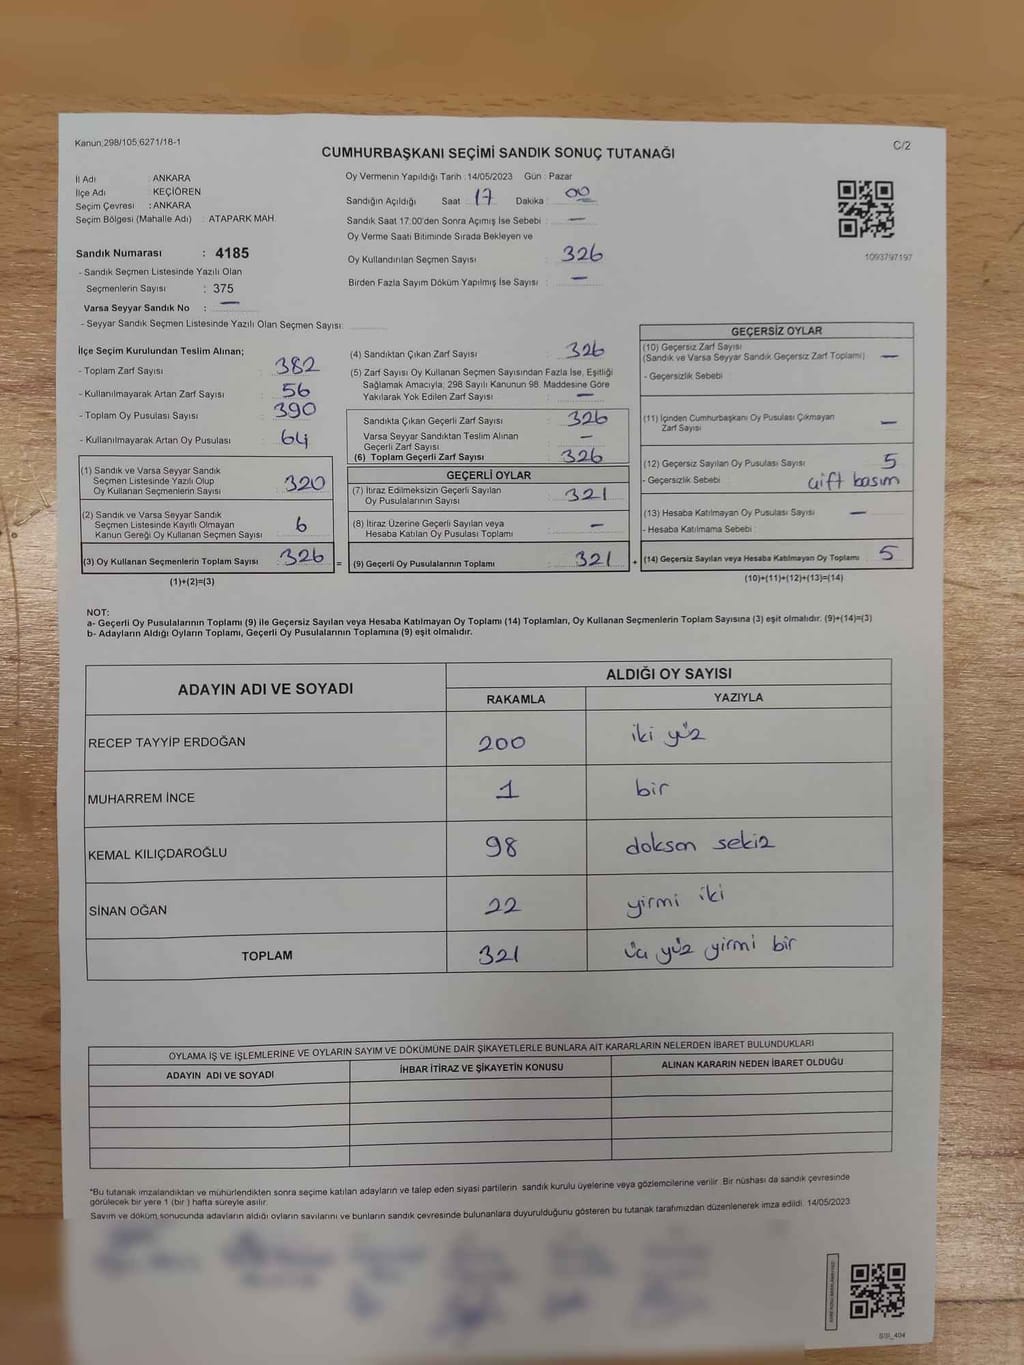 Kanun;298/105,6271/18-1
C/2
CUMHURBAŞKANI SEÇİMİ SANDIK SONUÇ TUTANAĞI
İl Adı : ANKARA
İlçe Adı : KEÇİÖREN
Seçim Çevresi : ANKARA
Seçim Bölgesi (Mahalle Adı) : ATAPARK MAH.
Sandık Numarası : 4185
- Sandık Seçmen Listesinde Yazılı Olan
Seçmenlerin Sayısı : 375
Varsa Seyyar Sandık No : —
- Seyyar Sandık Seçmen Listesinde Yazılı Olan Seçmen Sayısı:
Oy Vermenin Yapıldığı Tarih : 14/05/2023 Gün : Pazar
Sandığın Açıldığı Saat 17 Dakika : 00
Sandık Saat 17:00'den Sonra Açımış İse Sebebi : —
Oy Verme Saati Bitiminde Sırada Bekleyen ve
Oy Kullandırılan Seçmen Sayısı : 326
Birden Fazla Sayım Döküm Yapılmış İse Sayısı : —
1093797197
İlçe Seçim Kurulundan Teslim Alınan;
- Toplam Zarf Sayısı : 382
- Kullanılmayarak Artan Zarf Sayısı : 56
- Toplam Oy Pusulası Sayısı : 390
- Kullanılmayarak Artan Oy Pusulası : 64
(1) Sandık ve Varsa Seyyar Sandık
Seçmen Listesinde Yazılı Olup
Oy Kullanan Seçmenlerin Sayısı : 320
(2) Sandık ve Varsa Seyyar Sandık
Seçmen Listesinde Kayıtlı Olmayan
Kanun Gereği Oy Kullanan Seçmen Sayısı : 6
(3) Oy Kullanan Seçmenlerin Toplam Sayısı : 326 =
(1)+(2)=(3)
(4) Sandıktan Çıkan Zarf Sayısı : 326
(5) Zarf Sayısı Oy Kullanan Seçmen Sayısından Fazla İse, Eşitliği
Sağlamak Amacıyla; 298 Sayılı Kanunun 98. Maddesine Göre
Yakılarak Yok Edilen Zarf Sayısı : —
Sandıkta Çıkan Geçerli Zarf Sayısı : 326
Varsa Seyyar Sandıktan Teslim Alınan
Geçerli Zarf Sayısı : —
(6) Toplam Geçerli Zarf Sayısı : 326
GEÇERLİ OYLAR
(7) İtiraz Edilmeksizin Geçerli Sayılan
Oy Pusulalarının Sayısı : 321
(8) İtiraz Üzerine Geçerli Sayılan veya
Hesaba Katılan Oy Pusulası Toplamı : —
(9) Geçerli Oy Pusulalarının Toplamı : 321 +
GEÇERSİZ OYLAR
(10) Geçersiz Zarf Sayısı
(Sandık ve Varsa Seyyar Sandık Geçersiz Zarf Toplamı) : —
- Geçersizlik Sebebi :
(11) İçinden Cumhurbaşkanı Oy Pusulası Çıkmayan
Zarf Sayısı : —
(12) Geçersiz Sayılan Oy Pusulası Sayısı : 5
- Geçersizlik Sebebi : çift basım
(13) Hesaba Katılmayan Oy Pusulası Sayısı : —
- Hesaba Katılmama Sebebi :
(14) Geçersiz Sayılan veya Hesaba Katılmayan Oy Toplamı : 5
(10)+(11)+(12)+(13)=(14)
NOT:
a- Geçerli Oy Pusulalarının Toplamı (9) ile Geçersiz Sayılan veya Hesaba Katılmayan Oy Toplamı (14) Toplamları, Oy Kullanan Seçmenlerin Toplam Sayısına (3) eşit olmalıdır. (9)+(14)=(3)
b- Adayların Aldığı Oyların Toplamı, Geçerli Oy Pusulalarının Toplamına (9) eşit olmalıdır.
ADAYIN ADI VE SOYADI ALDIĞI OY SAYISI
RAKAMLA YAZIYLA
RECEP TAYYİP ERDOĞAN 200 iki yüz
MUHARREM İNCE 1 bir
KEMAL KILIÇDAROĞLU 98 doksan sekiz
SİNAN OĞAN 22 yirmi iki
TOPLAM 321 üç yüz yirmi bir
OYLAMA İŞ VE İŞLEMLERİNE VE OYLARIN SAYIM VE DÖKÜMÜNE DAİR ŞİKAYETLERLE BUNLARA AİT KARARLARIN NELERDEN İBARET BULUNDUKLARI
ADAYIN ADI VE SOYADI İHBAR İTİRAZ VE ŞİKAYETİN KONUSU ALINAN KARARIN NEDEN İBARET OLDUĞU
*Bu tutanak imzalandıktan ve mühürlendikten sonra seçime katılan adayların ve talep eden siyasi partilerin sandık kurulu üyelerine veya gözlemcilerine verilir. Bir nüshası da sandık çevresinde
görülecek bir yere 1 (bir ) hafta süreyle asılır.
Sayım ve döküm sonucunda adayların aldığı oyların sayılarını ve bunların sandık çevresinde bulunanlara duyurulduğunu gösteren bu tutanak tarafımızdan düzenlenerek imza edildi. 14/05/2023